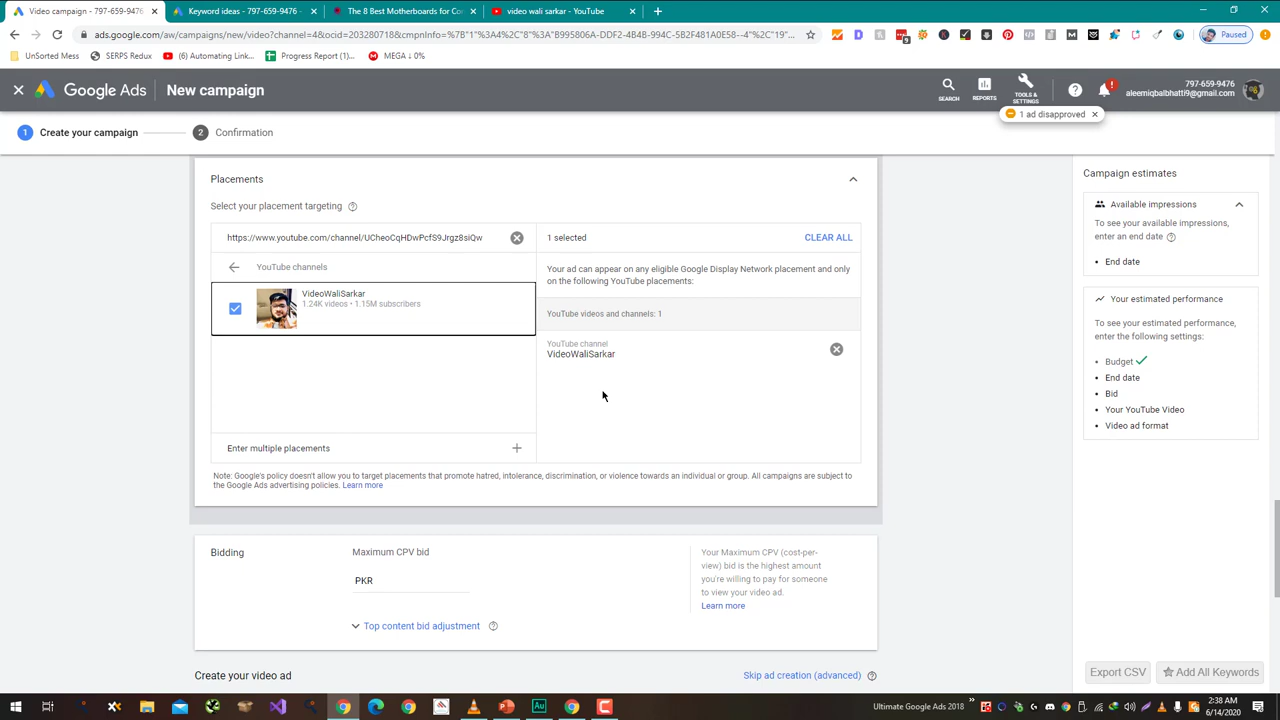 Video campaign - 797-659-9476 -
Keyword ideas - 797-659-9476 -
The 8 Best Motherboards for Co
video wali sarkar - YouTube
ads.google.com/aw/campaigns/new/video?channel=4&ocid=203280718&cmpnInfo=%7B"1"%3A4%2C"8"%3A"B995806A-DDF2-4B4B-994C-5B2F481A0E58--4"%2C"19"...
Paused
UnSorted Mess
SERPS Redux
(6) Automating Link...
Progress Report (1)...
MEGA ↓ 0%
Google Ads
New campaign
SEARCH
REPORTS
TOOLS &
SETTINGS
797-659-9476
aleemiqbalbhatti9@gmail.com
1 ad disapproved
1 Create your campaign
2 Confirmation
Placements
Select your placement targeting
https://www.youtube.com/channel/UCheoCqHDwPcfS9Jrgz8siQw
1 selected
CLEAR ALL
YouTube channels
VideoWaliSarkar
1.24K videos • 1.15M subscribers
Your ad can appear on any eligible Google Display Network placement and only
on the following YouTube placements:
YouTube videos and channels: 1
YouTube channel
VideoWaliSarkar
Enter multiple placements
Note: Google's policy doesn't allow you to target placements that promote hatred, intolerance, discrimination, or violence towards an individual or group. All campaigns are subject to
the Google Ads advertising policies. Learn more
Bidding
Maximum CPV bid
PKR
Top content bid adjustment
Your Maximum CPV (cost-per-
view) bid is the highest amount
you're willing to pay for someone
to view your video ad.
Learn more
Create your video ad
Skip ad creation (advanced)
Campaign estimates
Available impressions
To see your available impressions,
enter an end date
• End date
Your estimated performance
To see your estimated performance,
enter the following settings:
• Budget
• End date
• Bid
• Your YouTube Video
• Video ad format
Export CSV
Add All Keywords
Ultimate Google Ads 2018
2:38 AM
6/14/2020